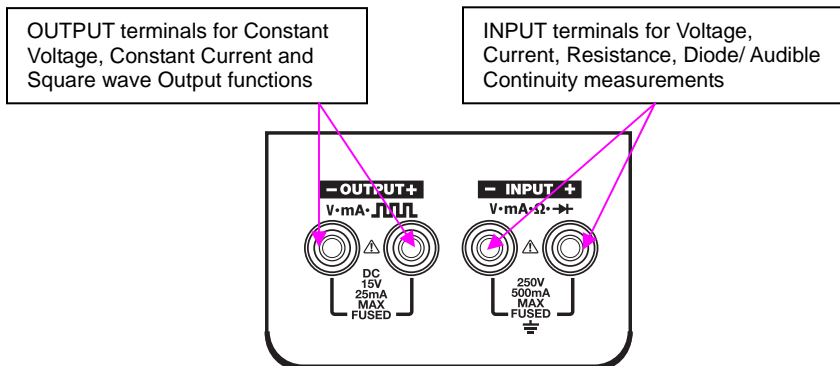 OUTPUT terminals for Constant
Voltage, Constant Current and
Square wave Output functions
INPUT terminals for Voltage,
Current, Resistance, Diode/ Audible
Continuity measurements
− OUTPUT +
− INPUT +
V•mA•
V•mA•Ω•
DC
15V
25mA
MAX
FUSED
250V
500mA
MAX
FUSED